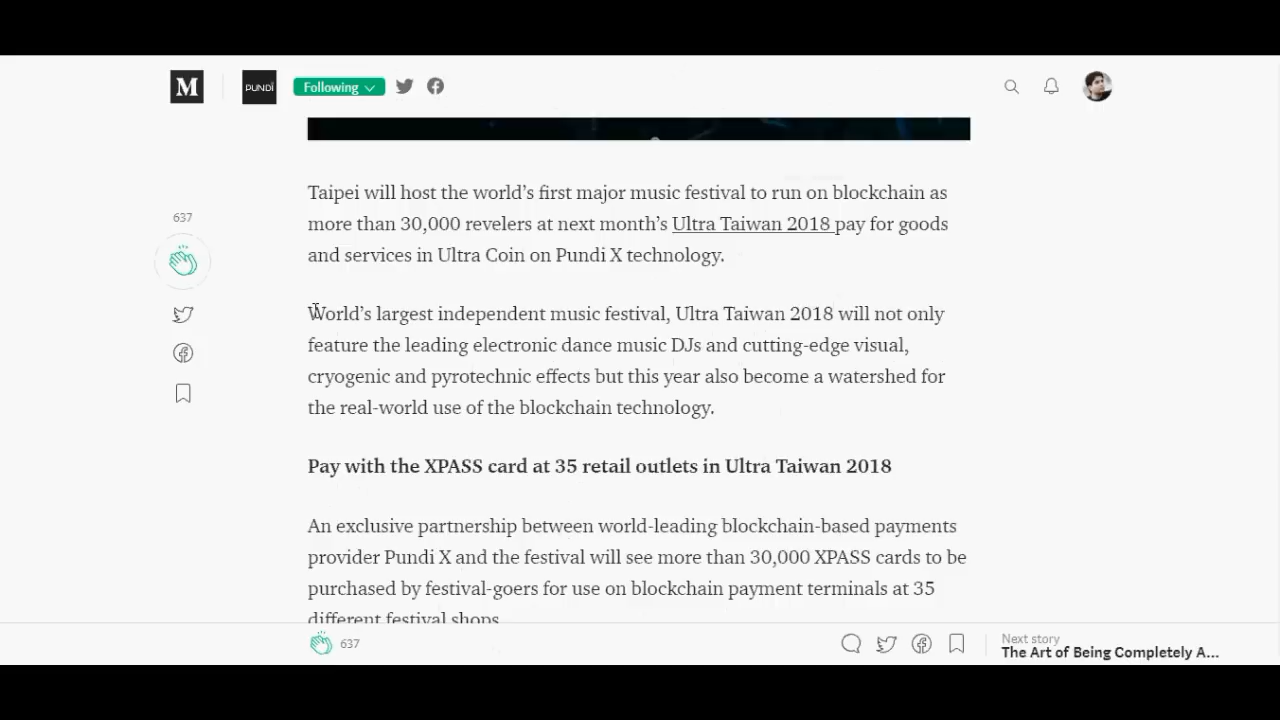 M
PUNDI
Following
637
Taipei will host the world's first major music festival to run on blockchain as
more than 30,000 revelers at next month's Ultra Taiwan 2018 pay for goods
and services in Ultra Coin on Pundi X technology.
World's largest independent music festival, Ultra Taiwan 2018 will not only
feature the leading electronic dance music DJs and cutting-edge visual,
cryogenic and pyrotechnic effects but this year also become a watershed for
the real-world use of the blockchain technology.
Pay with the XPASS card at 35 retail outlets in Ultra Taiwan 2018
An exclusive partnership between world-leading blockchain-based payments
provider Pundi X and the festival will see more than 30,000 XPASS cards to be
purchased by festival-goers for use on blockchain payment terminals at 35
different festival shops
637
Next story
The Art of Being Completely A...